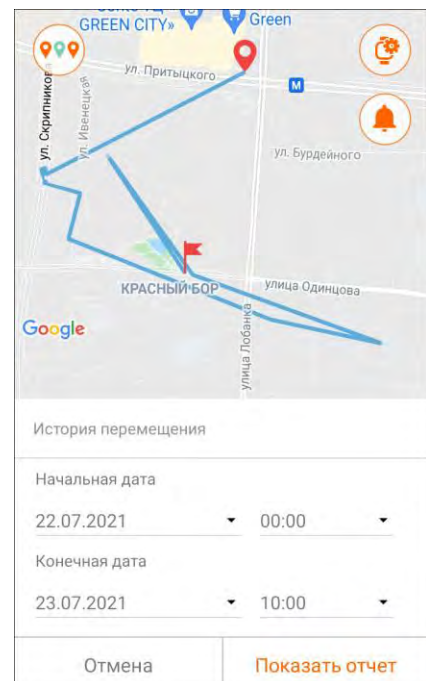 GREEN CITY»
Green
ул. Притыцкого
M
ул. Скрипникова
ул. Ивенецкая
ул. Бурдейного
КРАСНЫЙ БОР
улица Одинцова
улица Лобанка
Google
История перемещения
Начальная дата
22.07.2021 00:00
Конечная дата
23.07.2021 10:00
Отмена Показать отчет